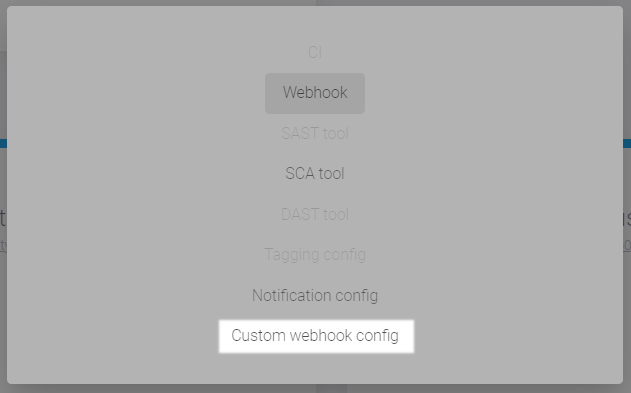 CI
Webhook
SAST tool
SCA tool
DAST tool
Tagging config
Notification config
Custom webhook config